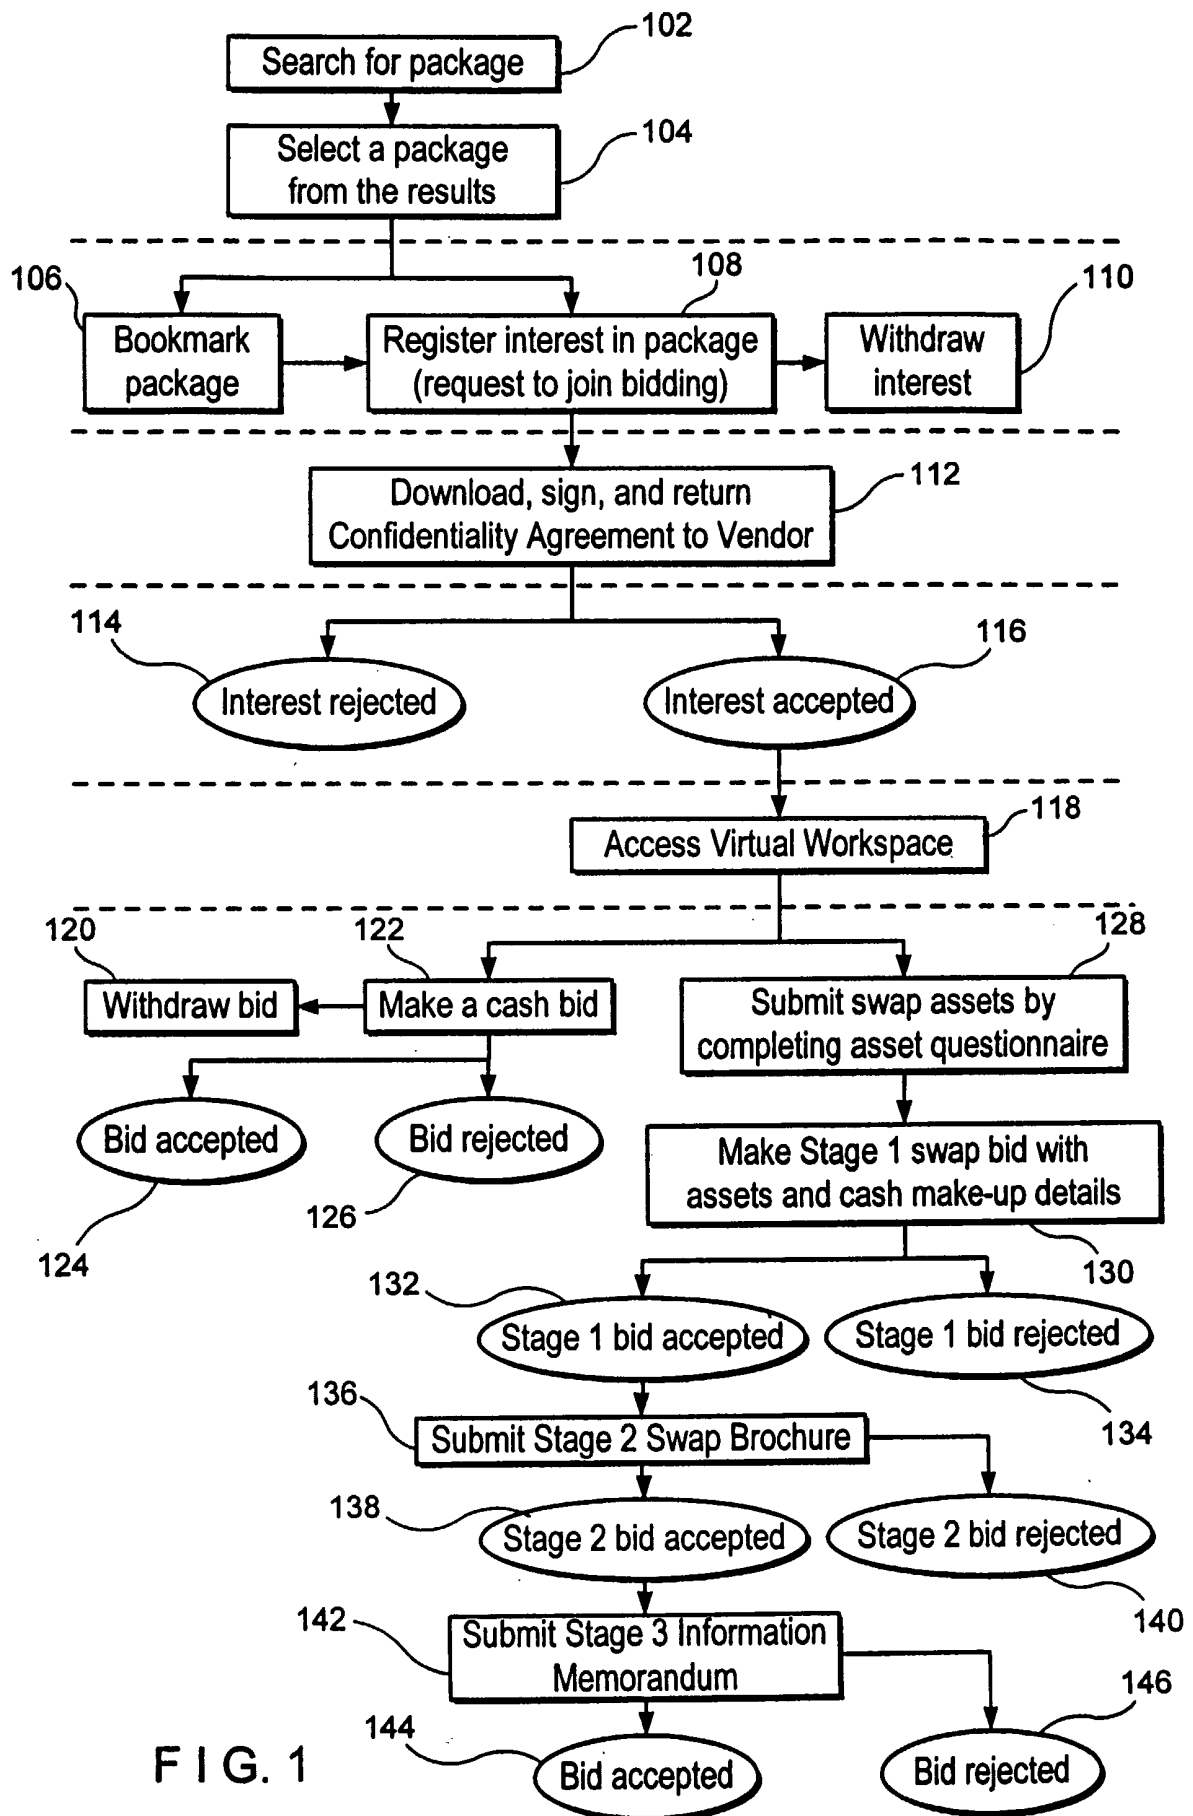 102
Search for package
104
Select a package
from the results
106
108
110
Bookmark
package
Register interest in package
(request to join bidding)
Withdraw
interest
112
Download, sign, and return
Confidentiality Agreement to Vendor
114
116
Interest rejected
Interest accepted
118
Access Virtual Workspace
120
122
128
Withdraw bid
Make a cash bid
Submit swap assets by
completing asset questionnaire
Bid accepted
Bid rejected
Make Stage 1 swap bid with
assets and cash make-up details
124
126
130
132
Stage 1 bid accepted
Stage 1 bid rejected
134
136
Submit Stage 2 Swap Brochure
138
Stage 2 bid accepted
Stage 2 bid rejected
140
142
Submit Stage 3 Information
Memorandum
144
146
Bid accepted
Bid rejected
FIG. 1